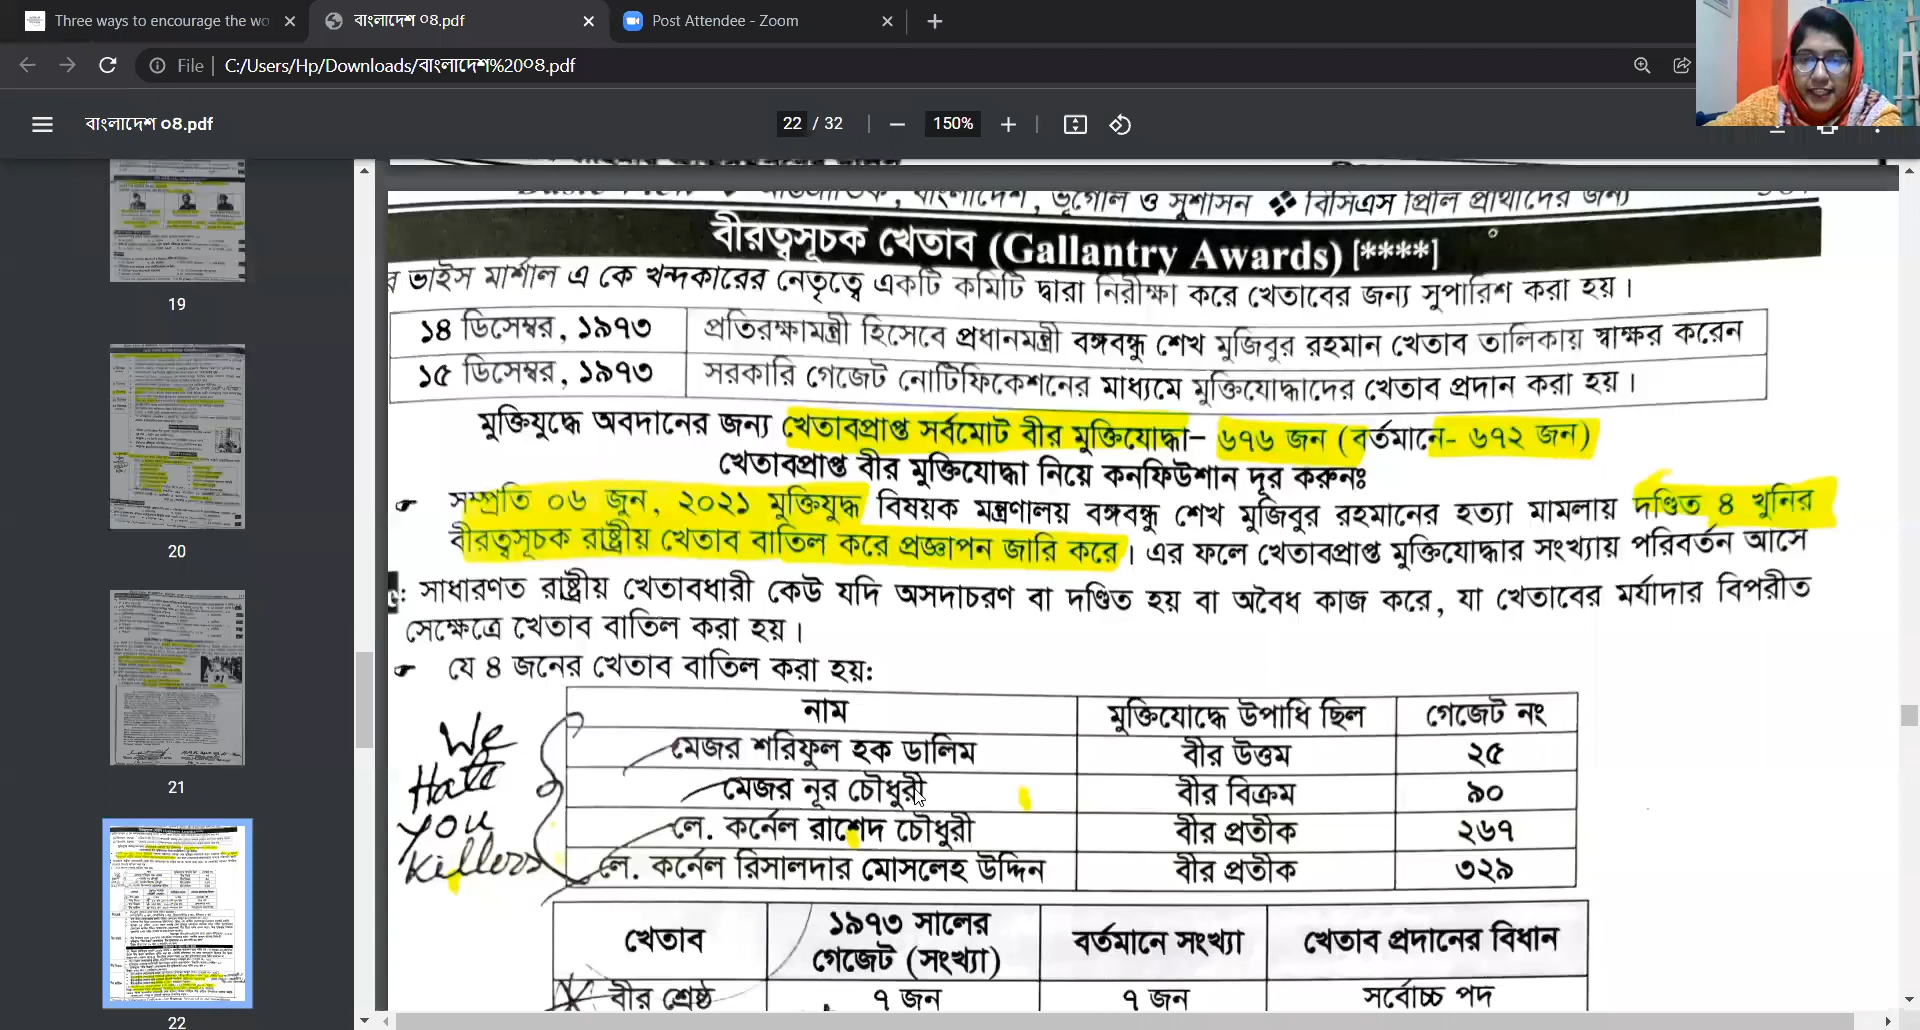 Three ways to encourage the wo
বাংলাদেশ ০৪.pdf
Post Attendee - Zoom
File
C:/Users/Hp/Downloads/বাংলাদেশ%20০৪.pdf
বাংলাদেশ ০৪.pdf
22 / 32
150%
19
20
21
22
বাংলাদেশ, ভূগোল ও সুশাসন ❖ বিসিএস প্রিলি প্রার্থীদের জন্য
বীরত্বসূচক খেতাব (Gallantry Awards) [****]
র ভাইস মার্শাল এ কে খন্দকারের নেতৃত্বে একটি কমিটি দ্বারা নিরীক্ষা করে খেতাবের জন্য সুপারিশ করা হয়।
১৪ ডিসেম্বর, ১৯৭৩ প্রতিরক্ষামন্ত্রী হিসেবে প্রধানমন্ত্রী বঙ্গবন্ধু শেখ মুজিবুর রহমান খেতাব তালিকায় স্বাক্ষর করেন
১৫ ডিসেম্বর, ১৯৭৩ সরকারি গেজেট নোটিফিকেশনের মাধ্যমে মুক্তিযোদ্ধাদের খেতাব প্রদান করা হয়।
মুক্তিযুদ্ধে অবদানের জন্য খেতাবপ্রাপ্ত সর্বমোট বীর মুক্তিযোদ্ধা– ৬৭৬ জন (বর্তমানে- ৬৭২ জন)
খেতাবপ্রাপ্ত বীর মুক্তিযোদ্ধা নিয়ে কনফিউশান দূর করুনঃ
সম্প্রতি ০৬ জুন, ২০২১ মুক্তিযুদ্ধ বিষয়ক মন্ত্রণালয় বঙ্গবন্ধু শেখ মুজিবুর রহমানের হত্যা মামলায় দণ্ডিত ৪ খুনির
বীরত্বসূচক রাষ্ট্রীয় খেতাব বাতিল করে প্রজ্ঞাপন জারি করে। এর ফলে খেতাবপ্রাপ্ত মুক্তিযোদ্ধার সংখ্যায় পরিবর্তন আসে
: সাধারণত রাষ্ট্রীয় খেতাবধারী কেউ যদি অসদাচরণ বা দণ্ডিত হয় বা অবৈধ কাজ করে, যা খেতাবের মর্যাদার বিপরীত
সেক্ষেত্রে খেতাব বাতিল করা হয়।
যে ৪ জনের খেতাব বাতিল করা হয়:
নাম মুক্তিযোদ্ধে উপাধি ছিল গেজেট নং
মেজর শরিফুল হক ডালিম বীর উত্তম ২৫
মেজর নূর চৌধুরী বীর বিক্রম ৯০
লে. কর্নেল রাশেদ চৌধুরী বীর প্রতীক ২৬৭
লে. কর্নেল রিসালদার মোসলেহ উদ্দিন বীর প্রতীক ৩২৯
We
Hate
You
Killers
খেতাব ১৯৭৩ সালের গেজেট (সংখ্যা) বর্তমানে সংখ্যা খেতাব প্রদানের বিধান
বীর শ্রেষ্ঠ ৭ জন ৭ জন সর্বোচ্চ পদ